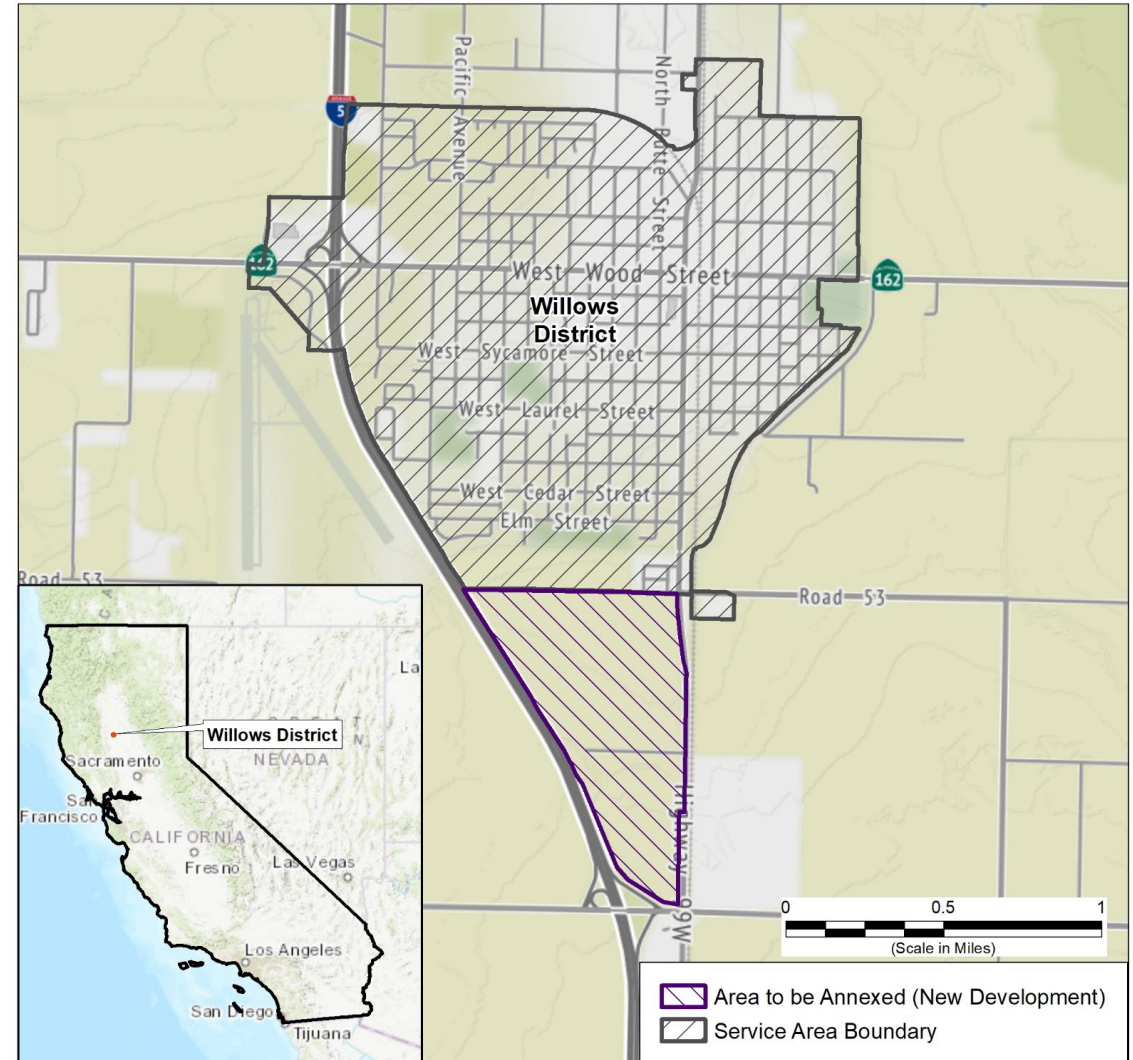 Pacific Avenue
North Butte Street
5
162
West Wood Street
162
Willows
District
West Sycamore Street
West Laurel Street
West Cedar Street
Elm Street
Road 53
Road 53
Highway 99W
La
Willows District
NEVADA
Sacramento
San
Francisco
CALIFORNIA
Fresno
Las Vegas
Los Angeles
San Diego
Tijuana
0 0.5 1
(Scale in Miles)
Area to be Annexed (New Development)
Service Area Boundary